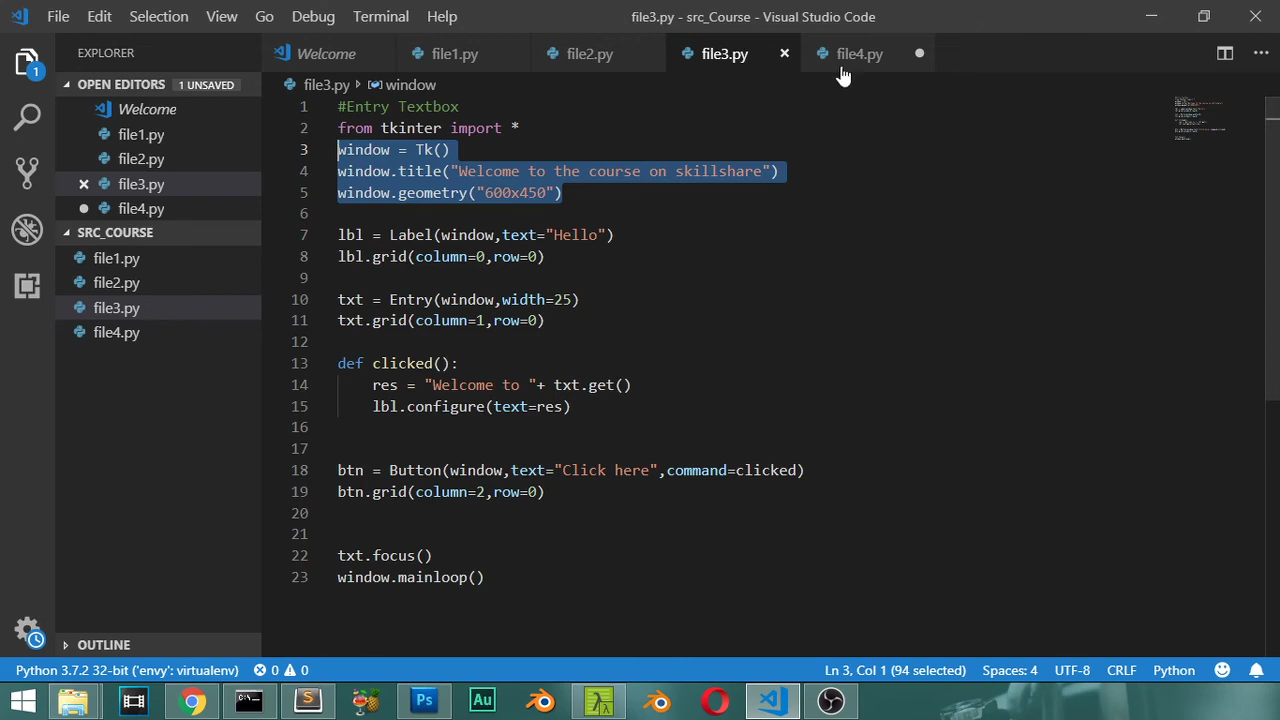 File Edit Selection View Go Debug Terminal Help file3.py - src_Course - Visual Studio Code
EXPLORER
Welcome file1.py file2.py file3.py file4.py
OPEN EDITORS 1 UNSAVED
Welcome
file1.py
file2.py
file3.py
file4.py
SRC_COURSE
file1.py
file2.py
file3.py
file4.py
OUTLINE
1
file3.py window
1 #Entry Textbox
2 from tkinter import *
3 window = Tk()
4 window.title("Welcome to the course on skillshare")
5 window.geometry("600x450")
6
7 lbl = Label(window,text="Hello")
8 lbl.grid(column=0,row=0)
9
10 txt = Entry(window,width=25)
11 txt.grid(column=1,row=0)
12
13 def clicked():
14 res = "Welcome to "+ txt.get()
15 lbl.configure(text=res)
16
17
18 btn = Button(window,text="Click here",command=clicked)
19 btn.grid(column=2,row=0)
20
21
22 txt.focus()
23 window.mainloop()
Python 3.7.2 32-bit ('envy': virtualenv) 0 0 Ln 3, Col 1 (94 selected) Spaces: 4 UTF-8 CRLF Python
Ps Au